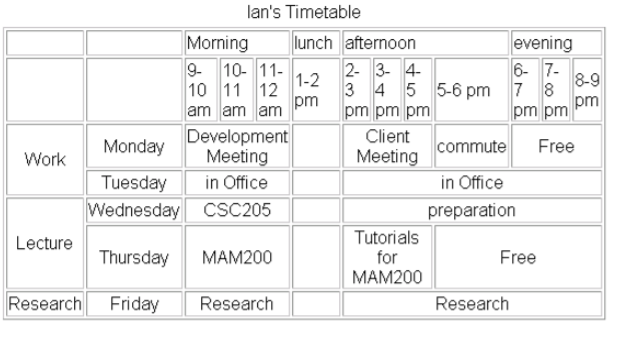 Ian's Timetable
Morning lunch afternoon evening
9-10 am 10-11 am 11-12 am 1-2 pm 2-3 pm 3-4 pm 4-5 pm 5-6 pm 6-7 pm 7-8 pm 8-9 pm
Work Monday Development Meeting Client Meeting commute Free
Tuesday in Office in Office
Lecture Wednesday CSC205 preparation
Thursday MAM200 Tutorials for MAM200 Free
Research Friday Research Research